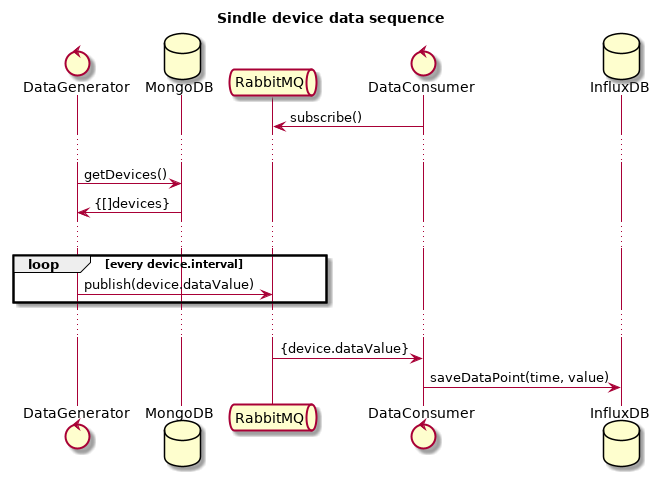 Sindle device data sequence
DataGenerator MongoDB RabbitMQ DataConsumer InfluxDB
subscribe()
getDevices()
{[]devices}
loop [every device.interval]
publish(device.dataValue)
{device.dataValue}
saveDataPoint(time, value)
DataGenerator MongoDB RabbitMQ DataConsumer InfluxDB